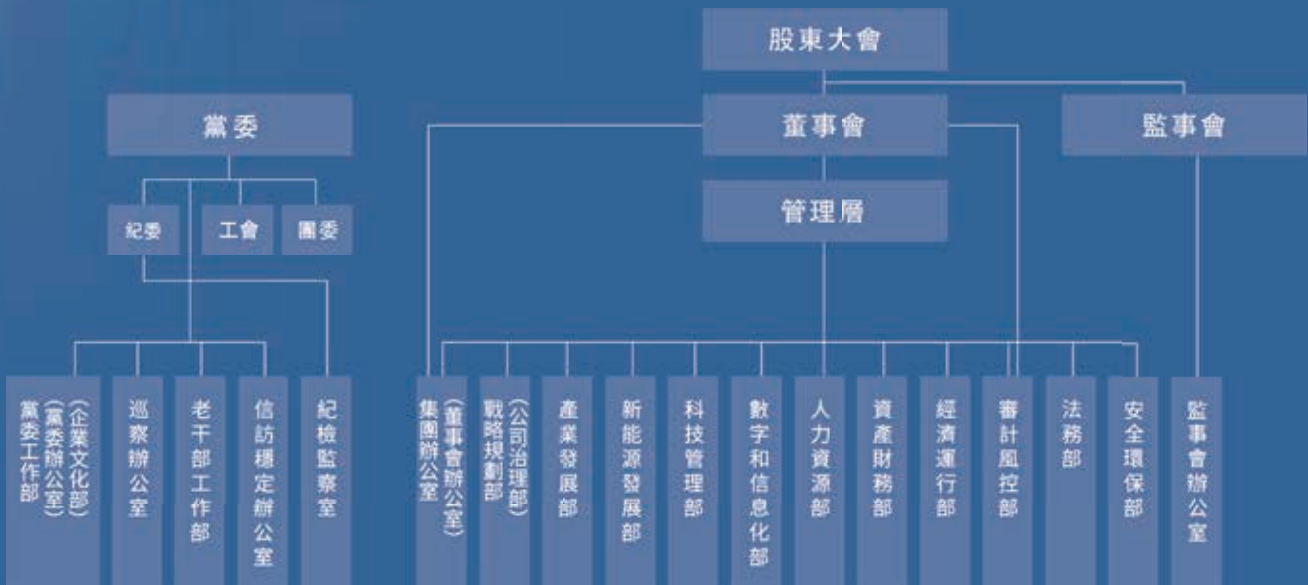 股東大會
黨委
董事會
監事會
管理層
紀委
工會
團委
黨委工作部
(黨委辦公室)
(企業文化部)
巡察辦公室
老干部工作部
信訪穩定辦公室
紀檢監察室
集團辦公室
(董事會辦公室)
戰略規劃部
(公司治理部)
產業發展部
新能源發展部
科技管理部
數字和信息化部
人力資源部
資產財務部
經濟運行部
審計風控部
法務部
安全環保部
監事會辦公室